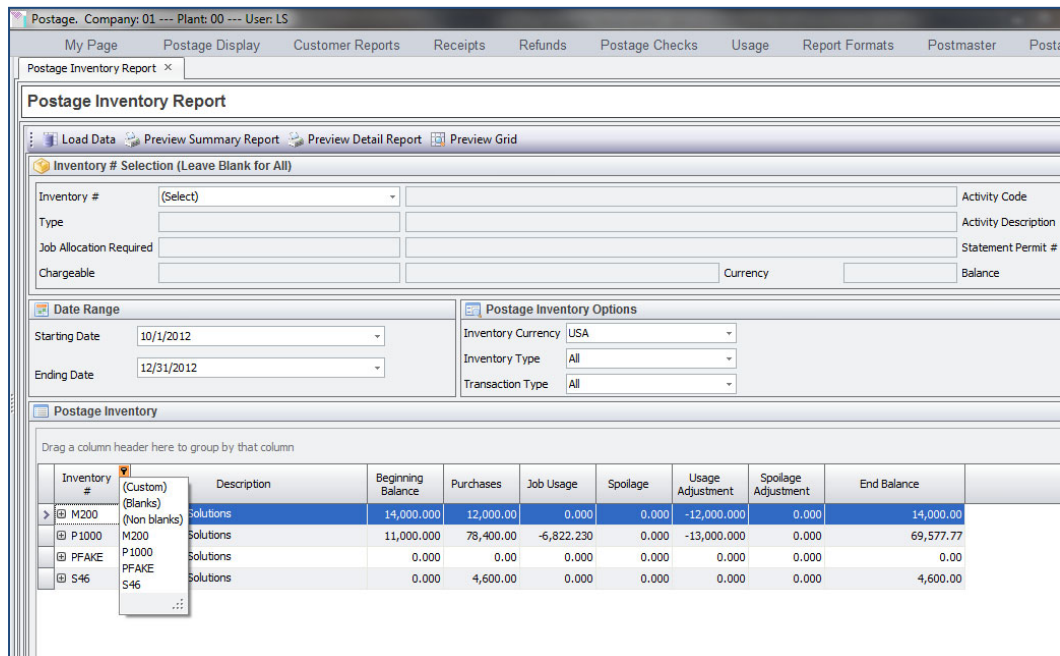 Postage. Company: 01 --- Plant: 00 --- User: LS
My Page Postage Display Customer Reports Receipts Refunds Postage Checks Usage Report Formats Postmaster
Postage Inventory Report ×
Postage Inventory Report
Load Data Preview Summary Report Preview Detail Report Preview Grid
Inventory # Selection (Leave Blank for All)
Inventory # (Select) Activity Code
Type Activity Description
Job Allocation Required Statement Permit #
Chargeable Currency Balance
Date Range Postage Inventory Options
Starting Date 10/1/2012 Inventory Currency USA
Inventory Type All
Ending Date 12/31/2012
Transaction Type All
Postage Inventory
Drag a column header here to group by that column
Inventory # Description Beginning Balance Purchases Job Usage Spoilage Usage Adjustment Spoilage Adjustment End Balance
(Custom)
(Blanks)
(Non blanks)
M200
P1000
PFAKE
S46
M200 Solutions 14,000.000 12,000.00 0.000 0.000 -12,000.000 0.000 14,000.00
P1000 Solutions 11,000.000 78,400.00 -6,822.230 0.000 -13,000.000 0.000 69,577.77
PFAKE Solutions 0.000 0.00 0.000 0.000 0.000 0.000 0.00
S46 Solutions 0.000 4,600.00 0.000 0.000 0.000 0.000 4,600.00